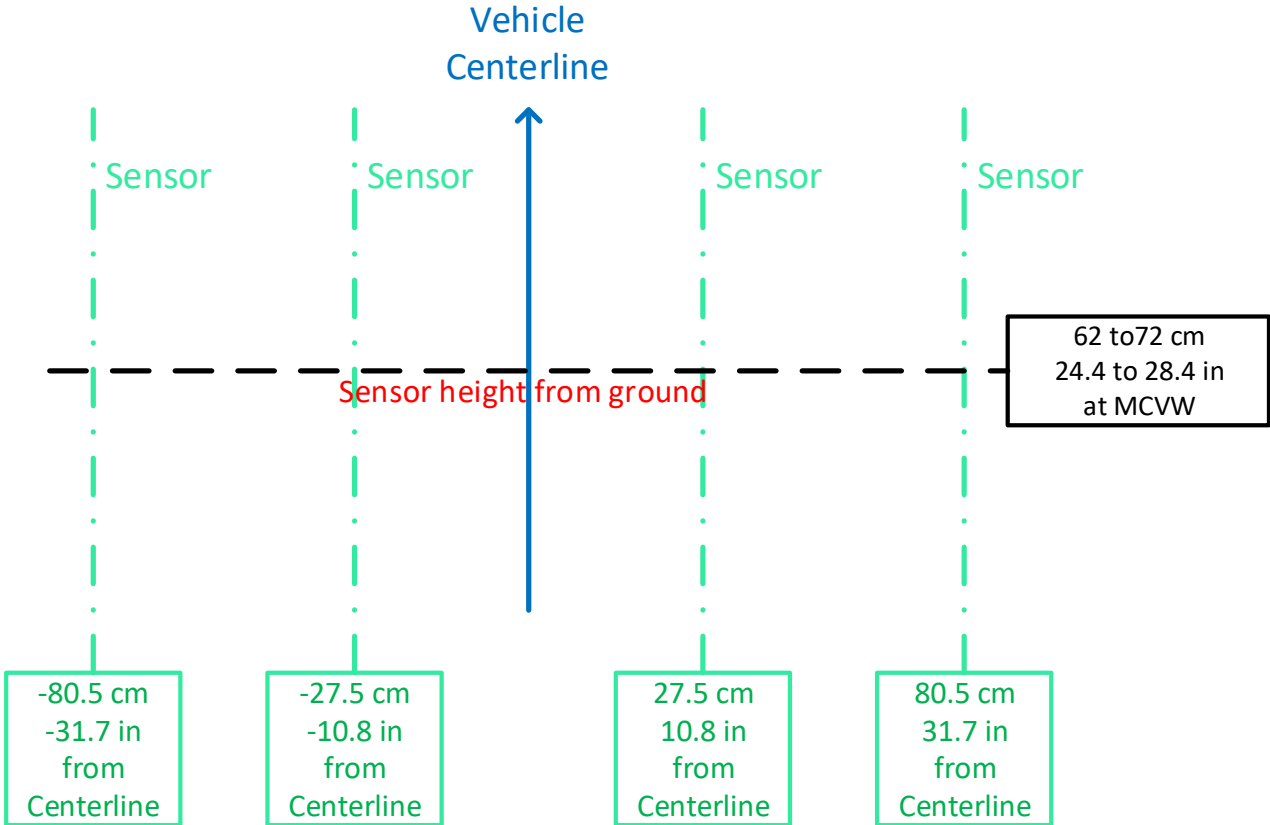 Vehicle
Centerline
Sensor
Sensor
Sensor
Sensor
62 to72 cm
24.4 to 28.4 in
at MCVW
Sensor height from ground
-80.5 cm
-31.7 in
from
Centerline
-27.5 cm
-10.8 in
from
Centerline
27.5 cm
10.8 in
from
Centerline
80.5 cm
31.7 in
from
Centerline